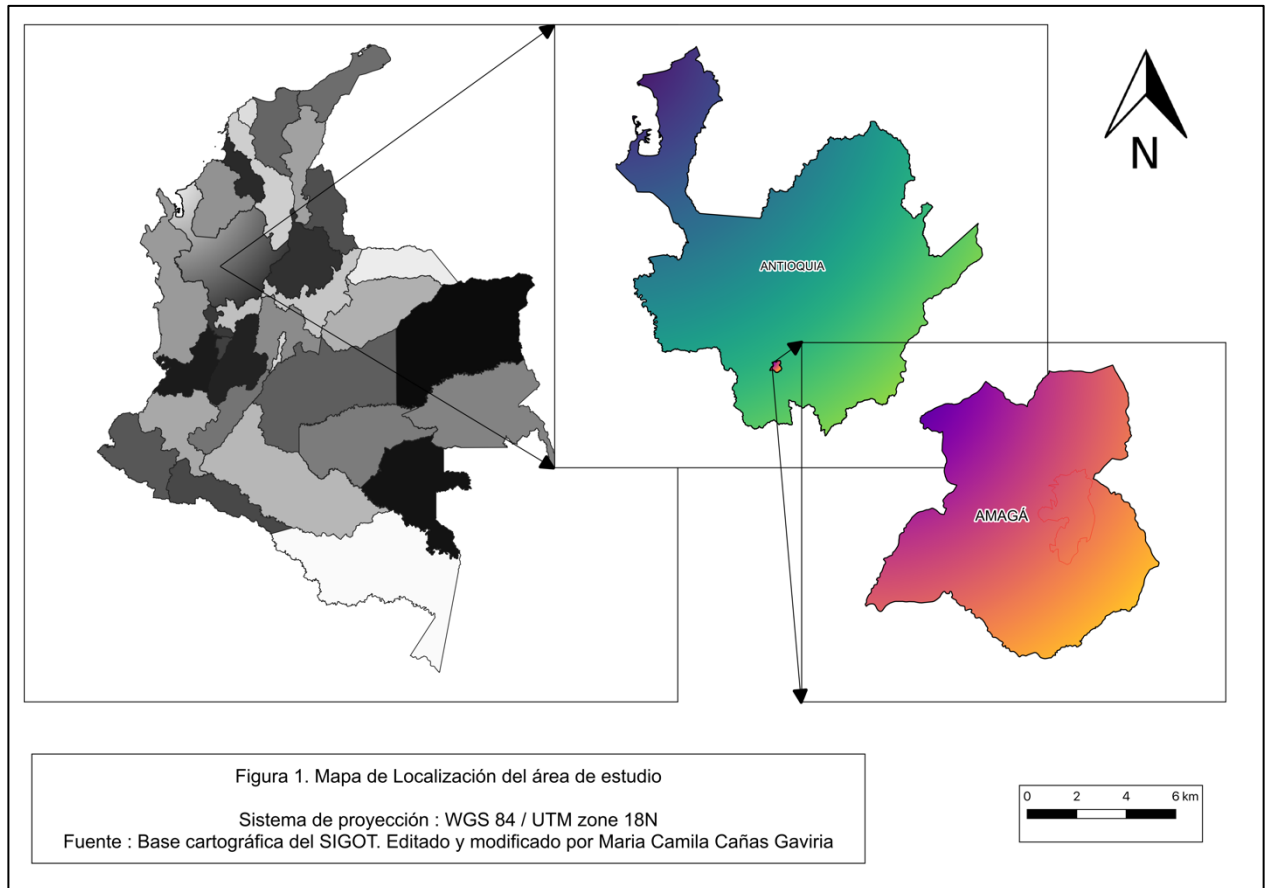 N
ANTIOQUIA
AMAGÁ
Figura 1. Mapa de Localización del área de estudio
Sistema de proyección : WGS 84 / UTM zone 18N
Fuente : Base cartográfica del SIGOT. Editado y modificado por Maria Camila Cañas Gaviria
0 2 4 6 km